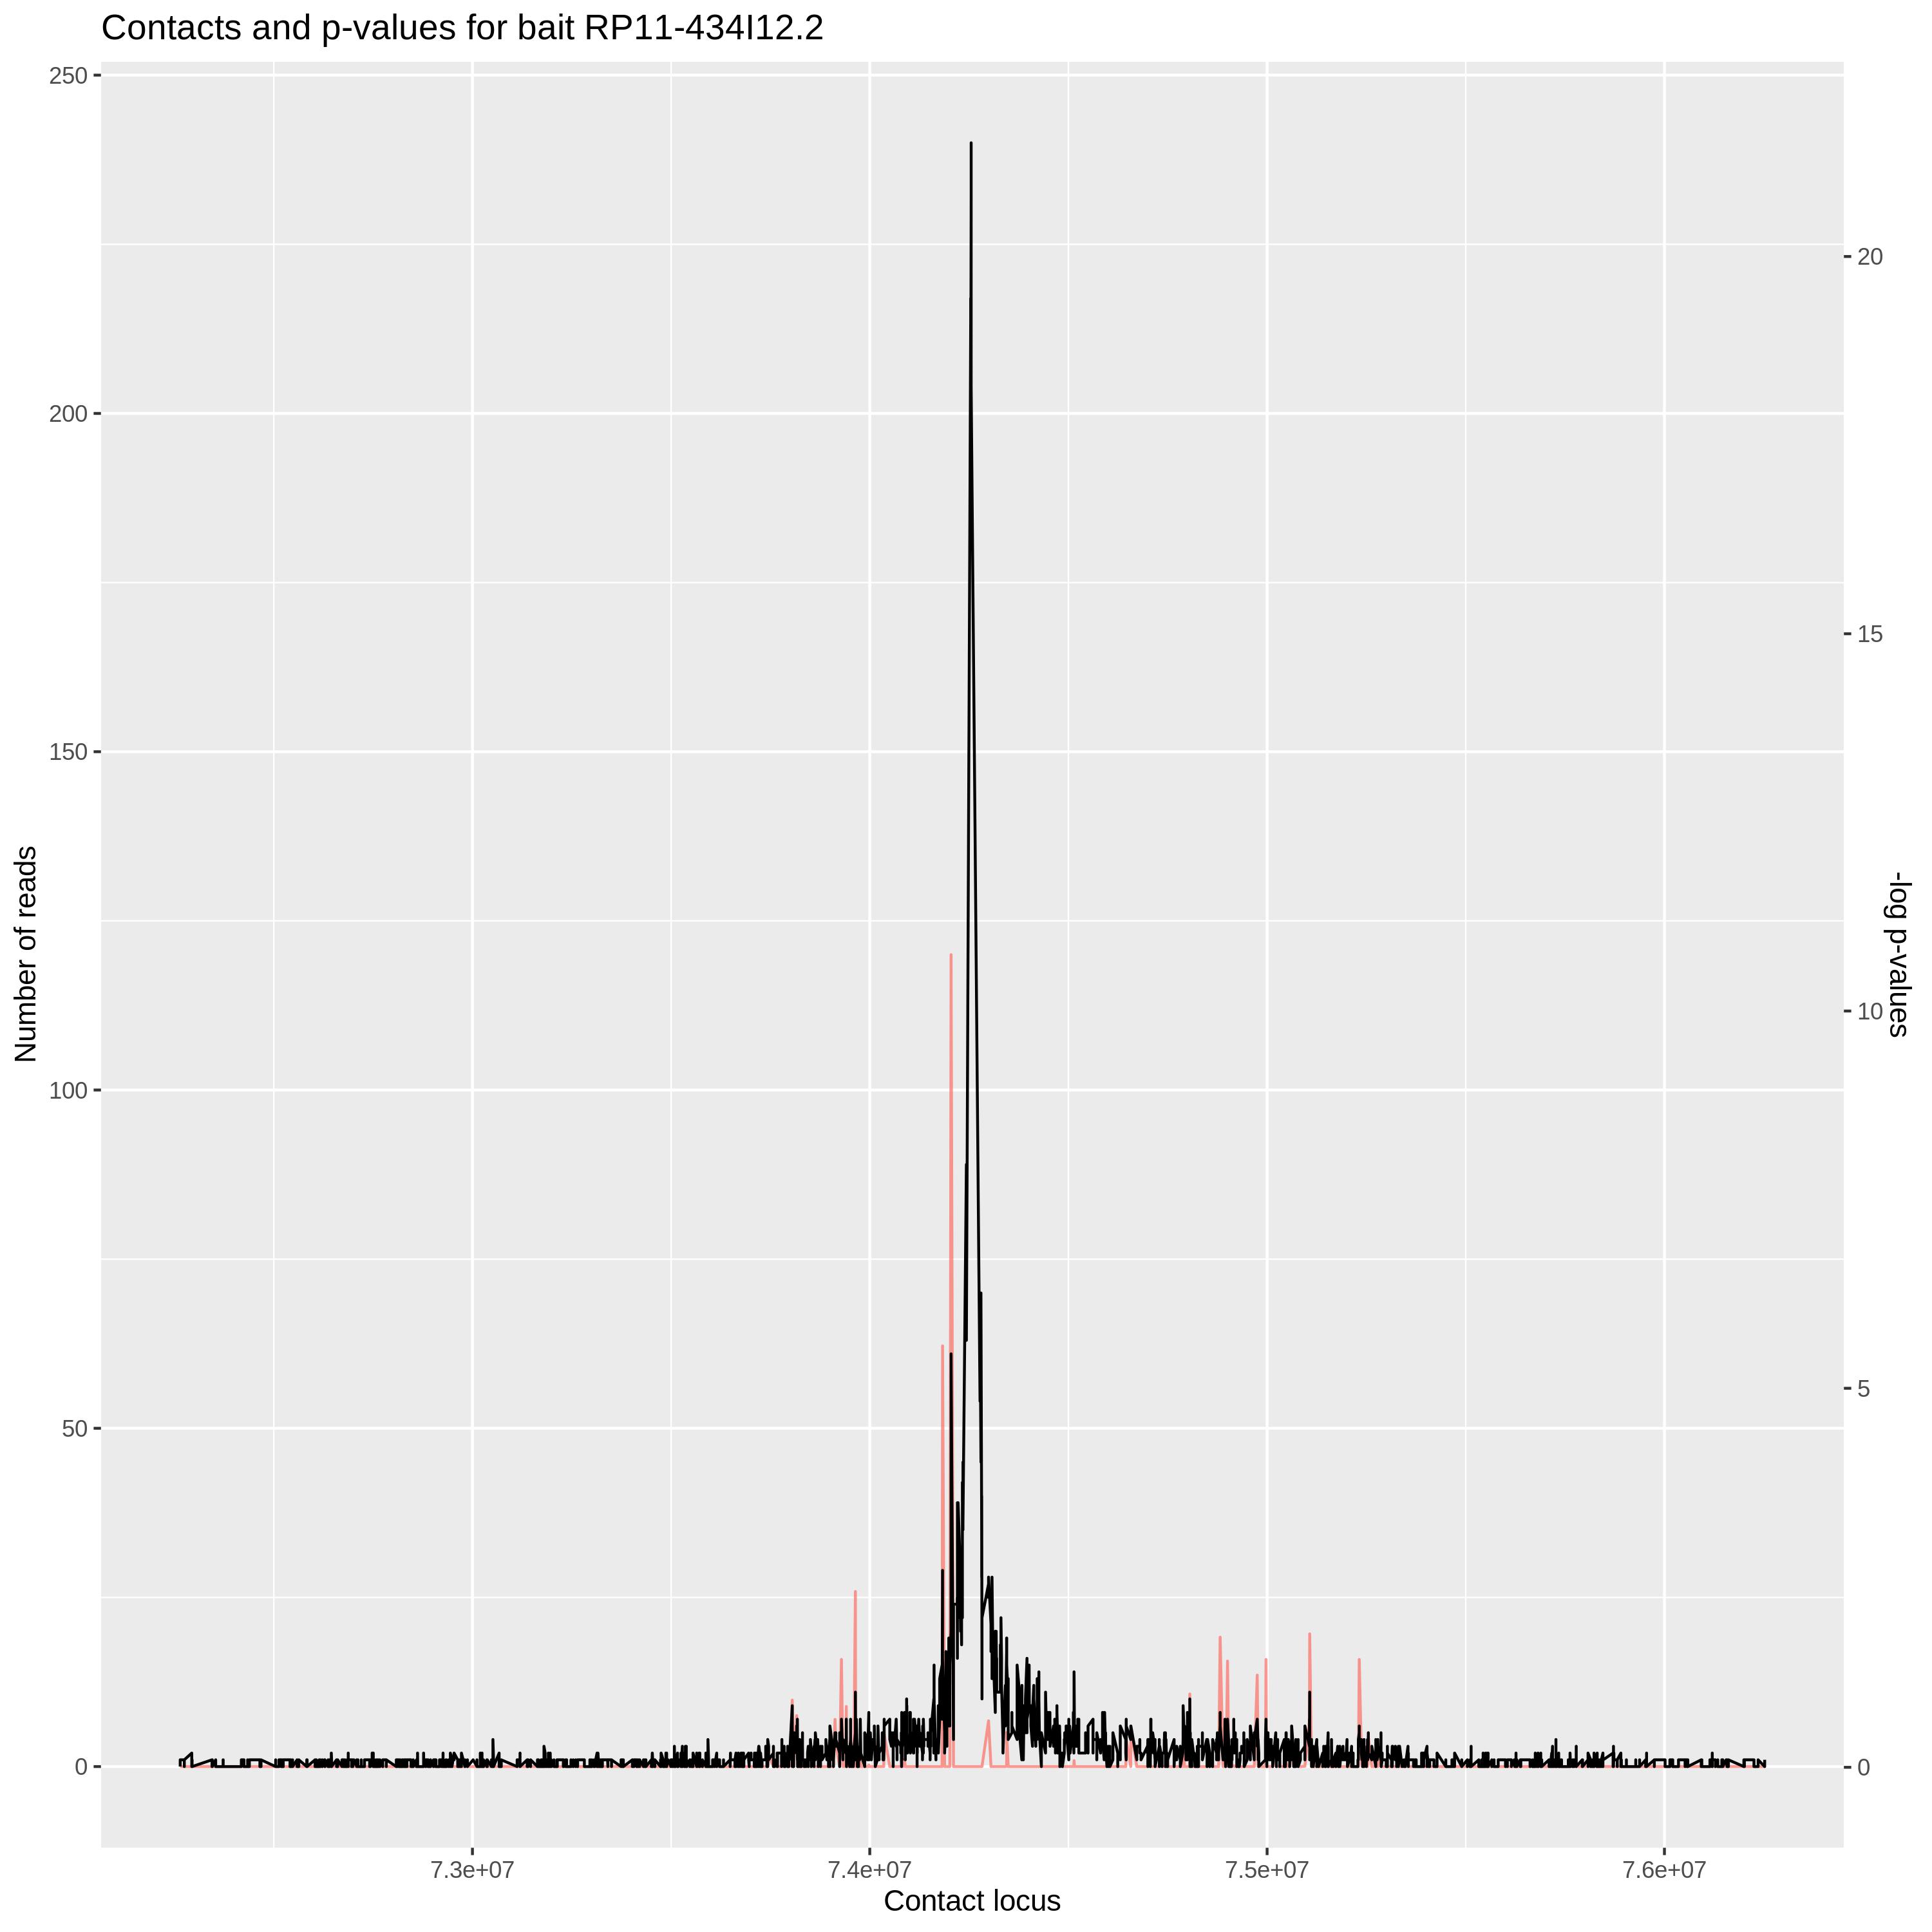 Contacts and p-values for bait RP11-434I12.2
250
200
150
100
50
0
Number of reads
20
15
10
5
0
-log p-values
7.3e+07
7.4e+07
7.5e+07
7.6e+07
Contact locus